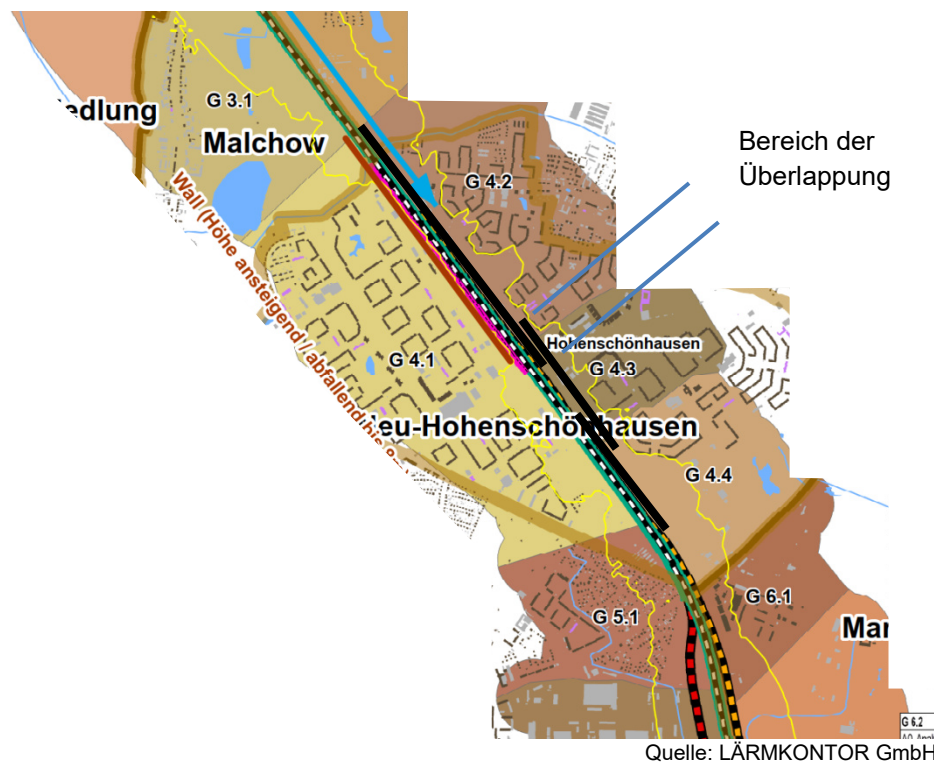 edlung
G 3.1
Malchow
Bereich der
Überlappung
G 4.2
Wall (Höhe ansteigend / abfallend bis
G 4.1
Hohenschönhausen
G 4.3
eu-Hohenschönhausen
G 4.4
G 5.1
G 6.1
Mar
G 6.2
Quelle: LÄRMKONTOR GmbH